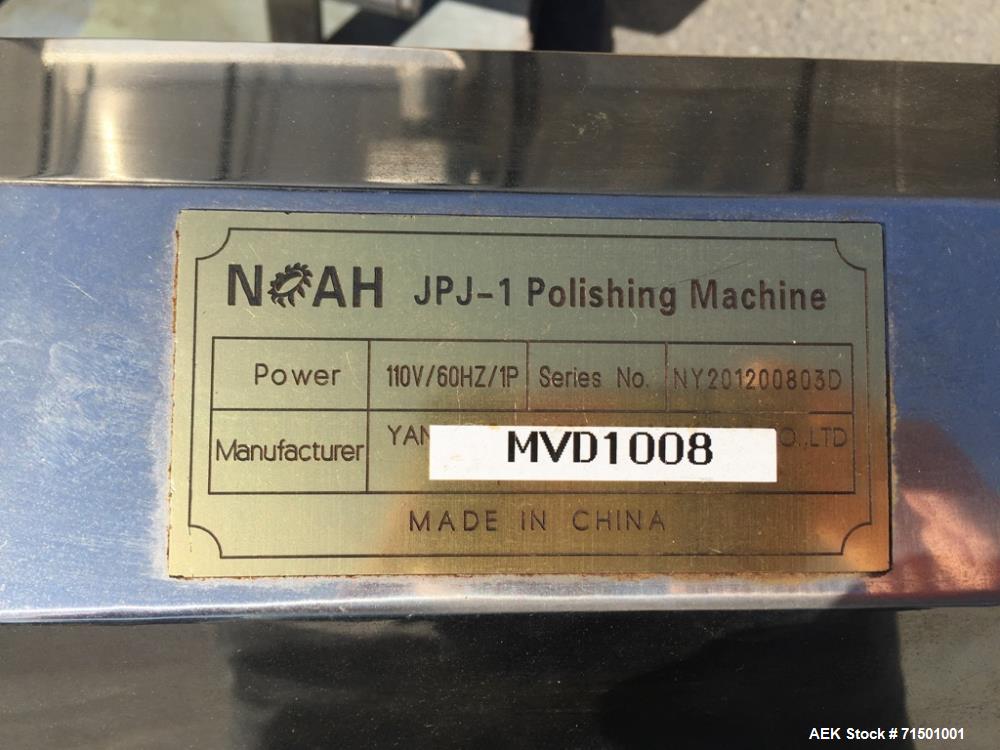 NOAH JPJ-1 Polishing Machine
Power 110V/60HZ/1P Series No. NY201200803D
Manufacturer MVD1008 CO.,LTD
MADE IN CHINA
AEK Stock # 71501001